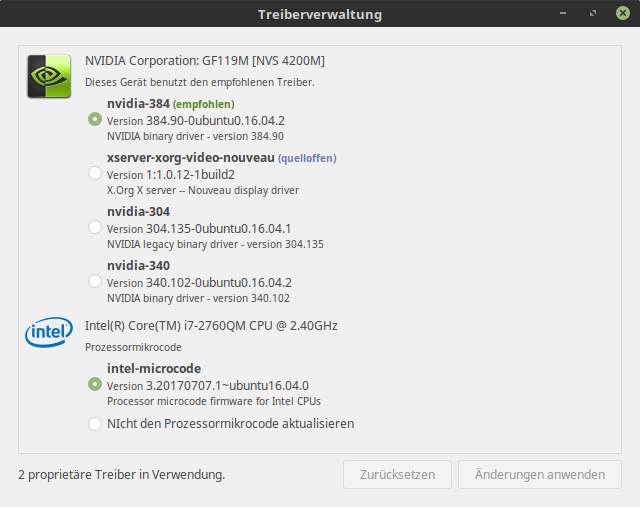 Treiberverwaltung
NVIDIA Corporation: GF119M [NVS 4200M]
Dieses Gerät benutzt den empfohlenen Treiber.
nvidia-384 (empfohlen)
Version 384.90-0ubuntu0.16.04.2
NVIDIA binary driver - version 384.90
xserver-xorg-video-nouveau (quelloffen)
Version 1:1.0.12-1build2
X.Org X server -- Nouveau display driver
nvidia-304
Version 304.135-0ubuntu0.16.04.1
NVIDIA legacy binary driver - version 304.135
nvidia-340
Version 340.102-0ubuntu0.16.04.2
NVIDIA binary driver - version 340.102
intel
Intel(R) Core(TM) i7-2760QM CPU @ 2.40GHz
Prozessormikrocode
intel-microcode
Version 3.20170707.1~ubuntu16.04.0
Processor microcode firmware for Intel CPUs
NIcht den Prozessormikrocode aktualisieren
2 proprietäre Treiber in Verwendung.
Zurücksetzen
Änderungen anwenden